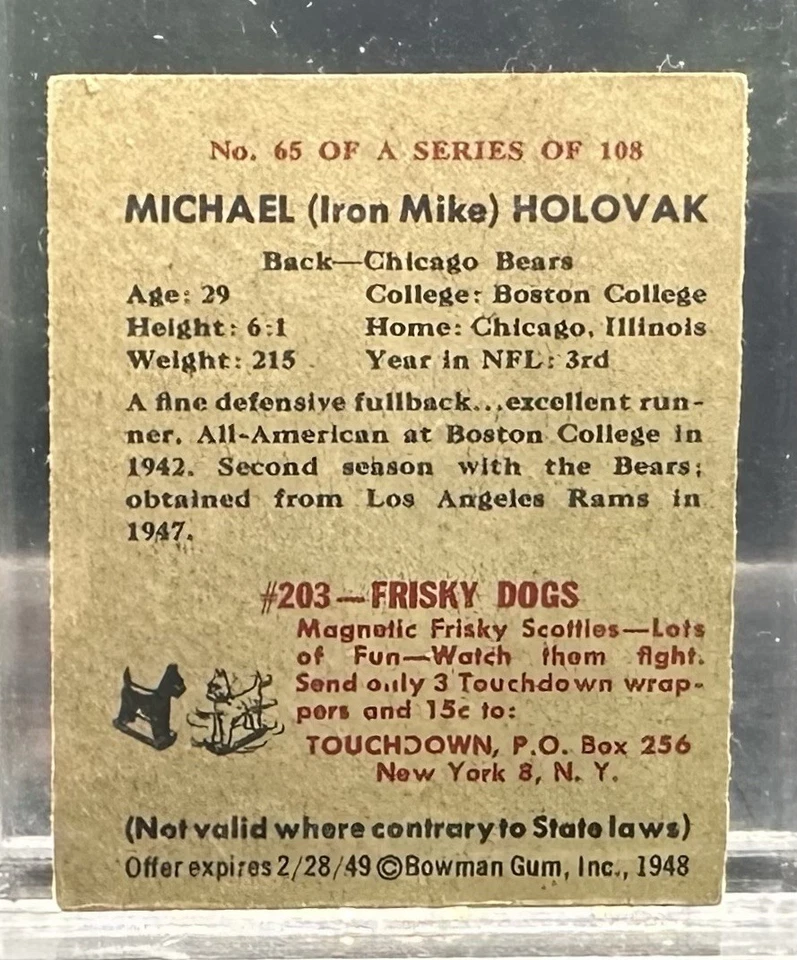 No. 65 OF A SERIES OF 108
MICHAEL (Iron Mike) HOLOVAK
Back—Chicago Bears
Age: 29 College: Boston College
Height: 6:1 Home: Chicago, Illinois
Weight: 215 Year in NFL: 3rd
A fine defensive fullback...excellent run-
ner. All-American at Boston College in
1942. Second season with the Bears;
obtained from Los Angeles Rams in
1947.
#203—FRISKY DOGS
Magnetic Frisky Scotties—Lots
of Fun—Watch them fight.
Send only 3 Touchdown wrap-
pers and 15c to:
TOUCHDOWN, P.O. Box 256
New York 8, N. Y.
(Not valid where contrary to State laws)
Offer expires 2/28/49 ©Bowman Gum, Inc., 1948